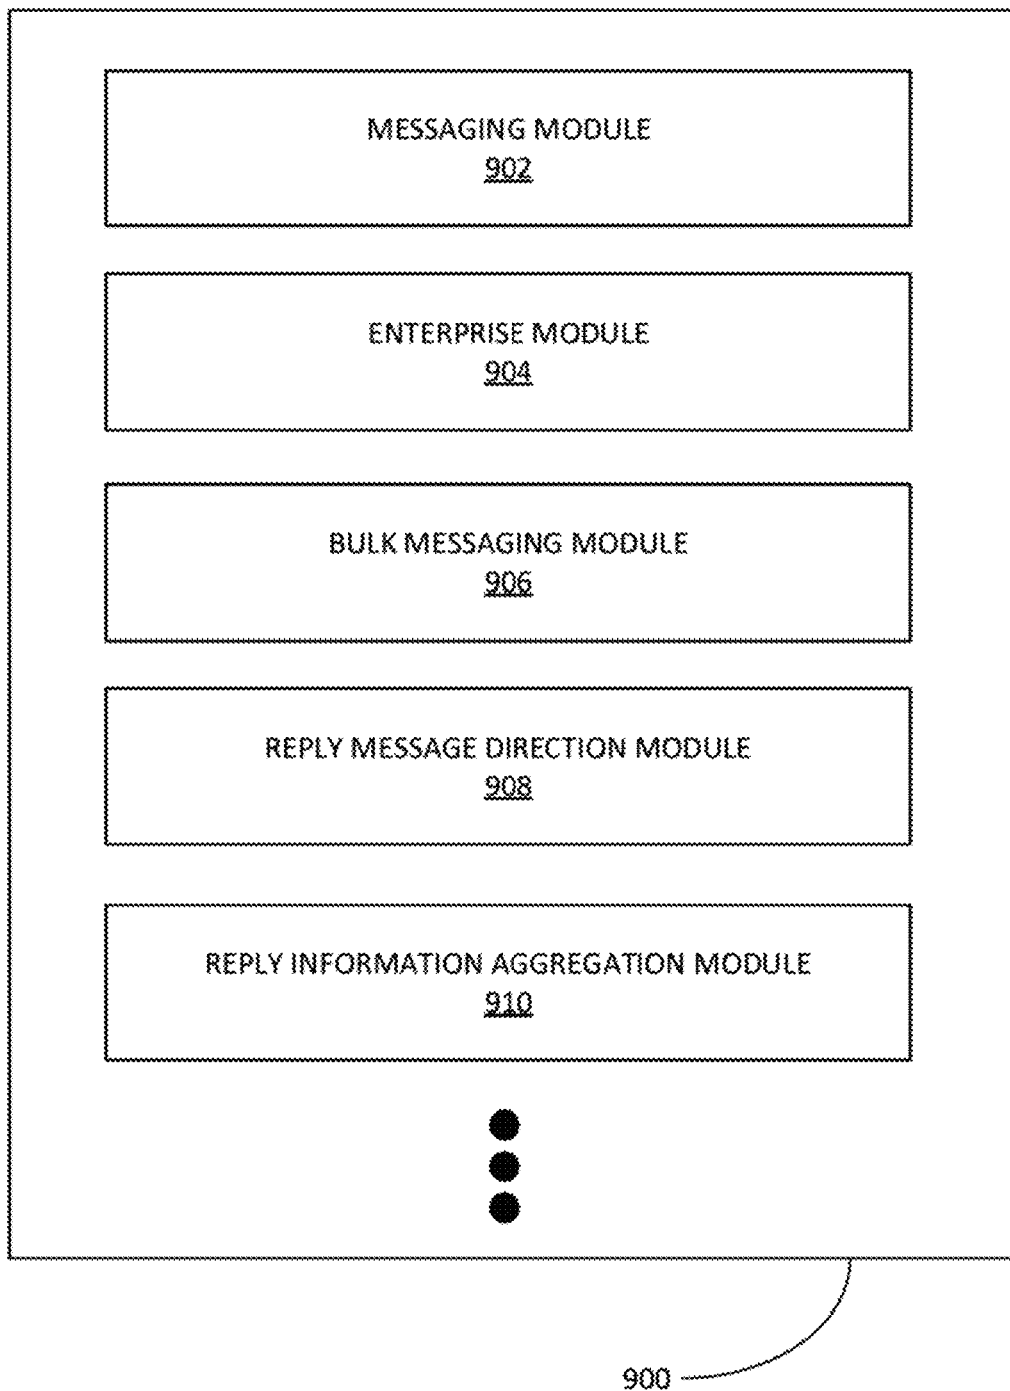 MESSAGING MODULE
902
ENTERPRISE MODULE
904
BULK MESSAGING MODULE
906
REPLY MESSAGE DIRECTION MODULE
908
REPLY INFORMATION AGGREGATION MODULE
910
900